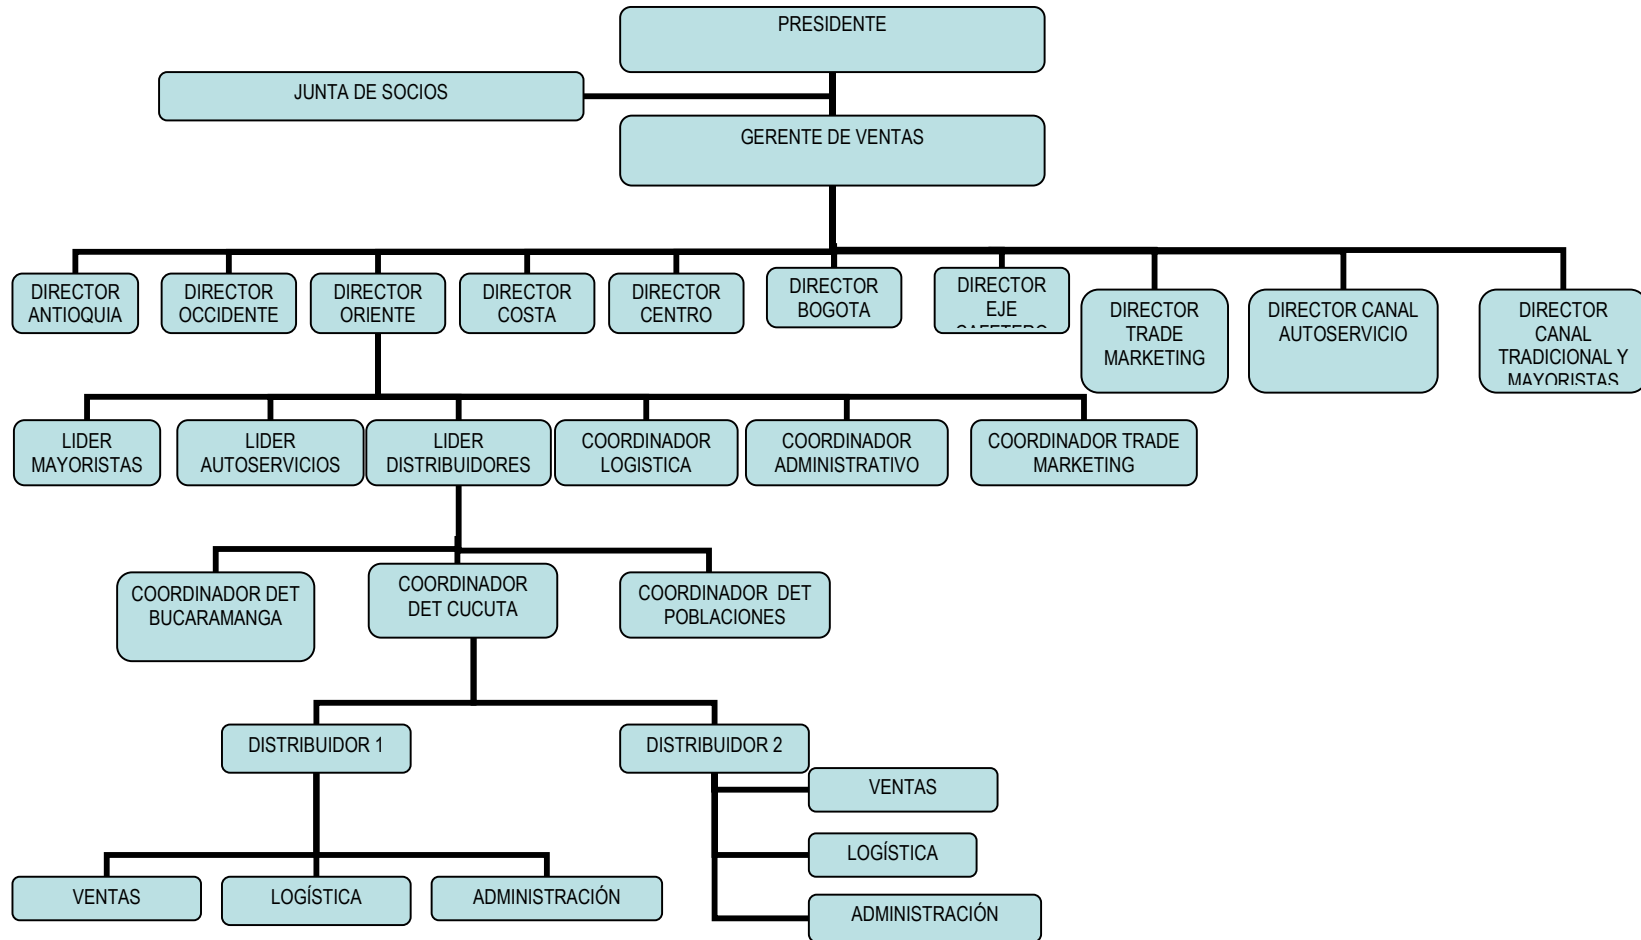 PRESIDENTE
JUNTA DE SOCIOS
GERENTE DE VENTAS
DIRECTOR
ANTIOQUIA
DIRECTOR
OCCIDENTE
DIRECTOR
ORIENTE
DIRECTOR
COSTA
DIRECTOR
CENTRO
DIRECTOR
BOGOTA
DIRECTOR
EJE
CAFETERO
DIRECTOR
TRADE
MARKETING
DIRECTOR CANAL
AUTOSERVICIO
DIRECTOR
CANAL
TRADICIONAL Y
MAYORISTAS
LIDER
MAYORISTAS
LIDER
AUTOSERVICIOS
LIDER
DISTRIBUIDORES
COORDINADOR
LOGISTICA
COORDINADOR
ADMINISTRATIVO
COORDINADOR TRADE
MARKETING
COORDINADOR DET
BUCARAMANGA
COORDINADOR
DET CUCUTA
COORDINADOR DET
POBLACIONES
DISTRIBUIDOR 1
DISTRIBUIDOR 2
VENTAS
LOGÍSTICA
ADMINISTRACIÓN
VENTAS
LOGÍSTICA
ADMINISTRACIÓN